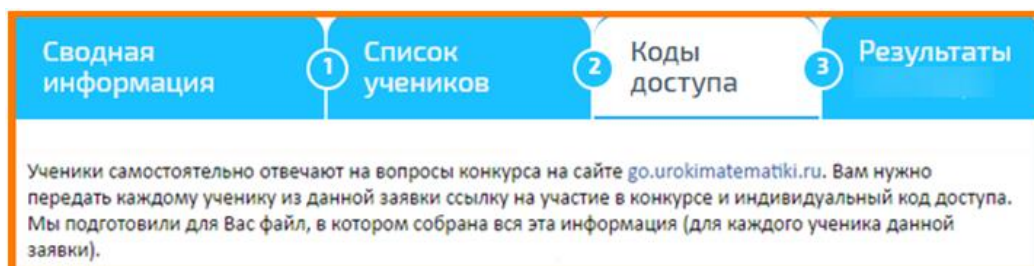 Сводная информация
1
Список учеников
2
Коды доступа
3
Результаты
Ученики самостоятельно отвечают на вопросы конкурса на сайте go.urokimatematiki.ru. Вам нужно
передать каждому ученику из данной заявки ссылку на участие в конкурсе и индивидуальный код доступа.
Мы подготовили для Вас файл, в котором собрана вся эта информация (для каждого ученика данной
заявки).